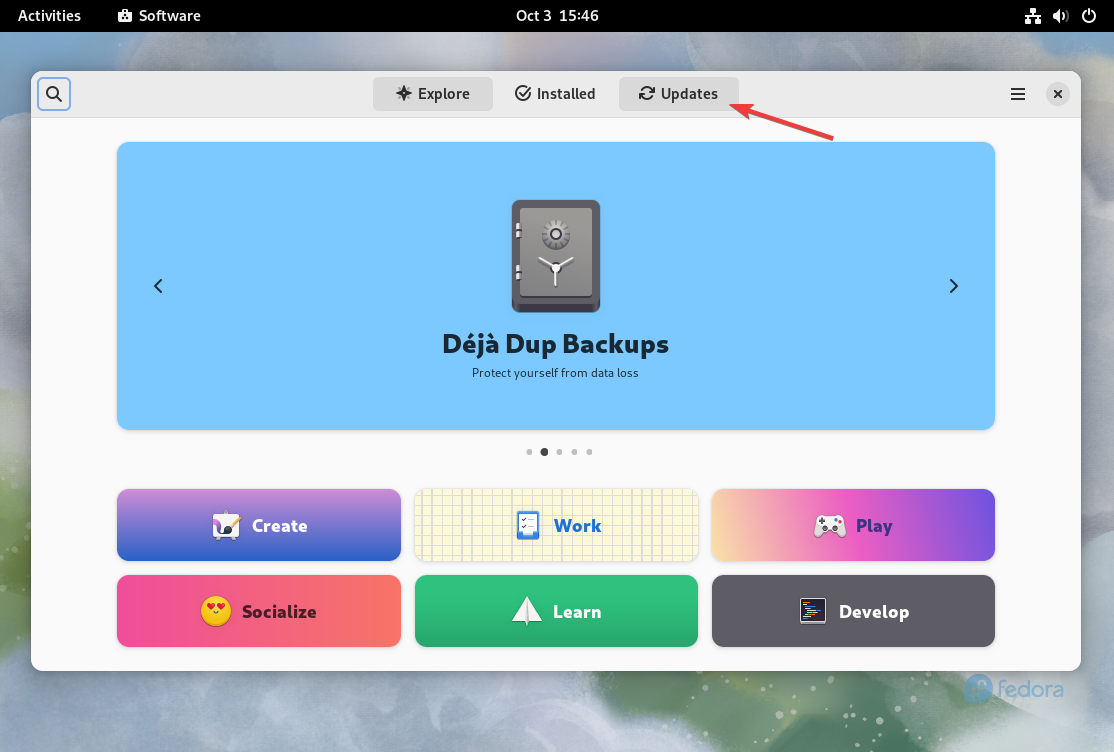 Activities
Software
Oct 3 15:46
Explore
Installed
Updates
Déjà Dup Backups
Protect yourself from data loss
Create
Work
Play
Socialize
Learn
Develop
fedora